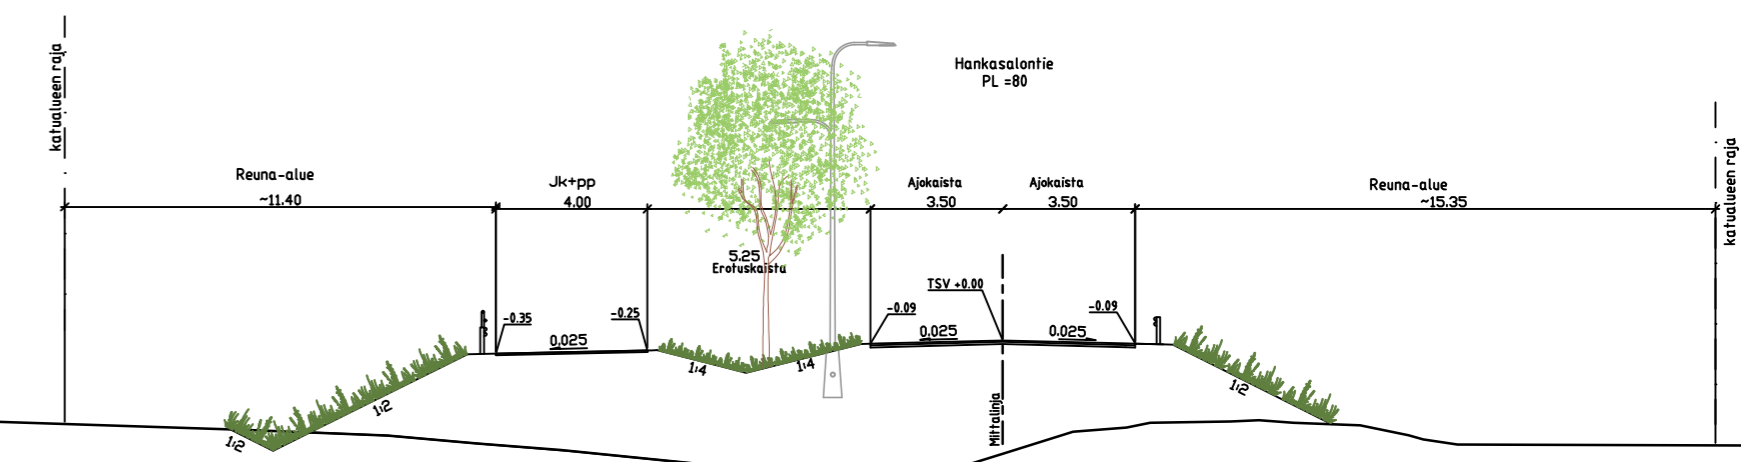 katualueen raja
Hankasalontie
PL =80
katualueen raja
Reuna-alue
~11.40
Jk+pp
4.00
Ajokaista
3.50
Ajokaista
3.50
Reuna-alue
~15.35
5.25
Erotuskaista
TSV +0.00
-0.35
-0.25
-0.09
-0.09
0,025
0,025
0.025
1:4
1:4
1:2
1:2
1:2
Mittalinja